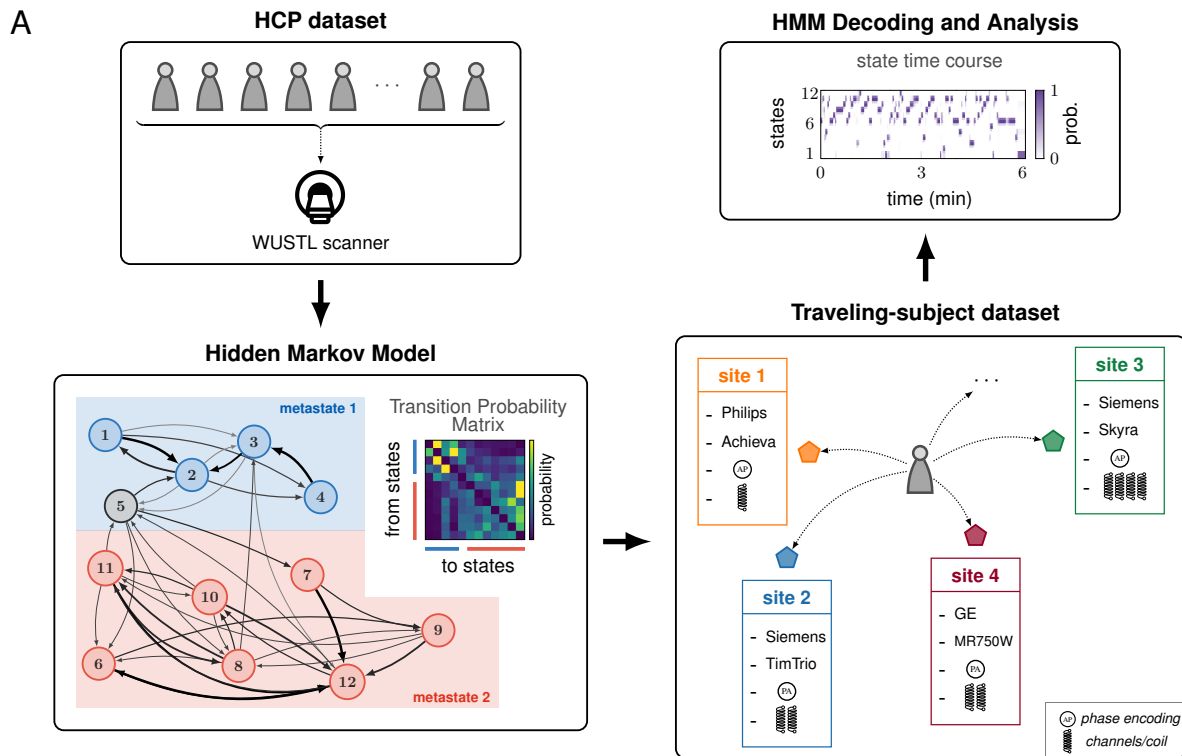 A
HCP dataset
. . .
WUSTL scanner
HMM Decoding and Analysis
state time course
states
12
6
1
0
3
6
time (min)
1
0
prob.
Hidden Markov Model
metastate 1
1
2
3
4
5
metastate 2
6
7
8
9
10
11
12
Transition Probability
Matrix
from states
to states
probability
Traveling-subject dataset
site 1
- Philips
- Achieva
- AP
-
site 2
- Siemens
- TimTrio
- PA
-
. . .
site 3
- Siemens
- Skyra
- AP
-
site 4
- GE
- MR750W
- PA
-
AP phase encoding
channels/coil